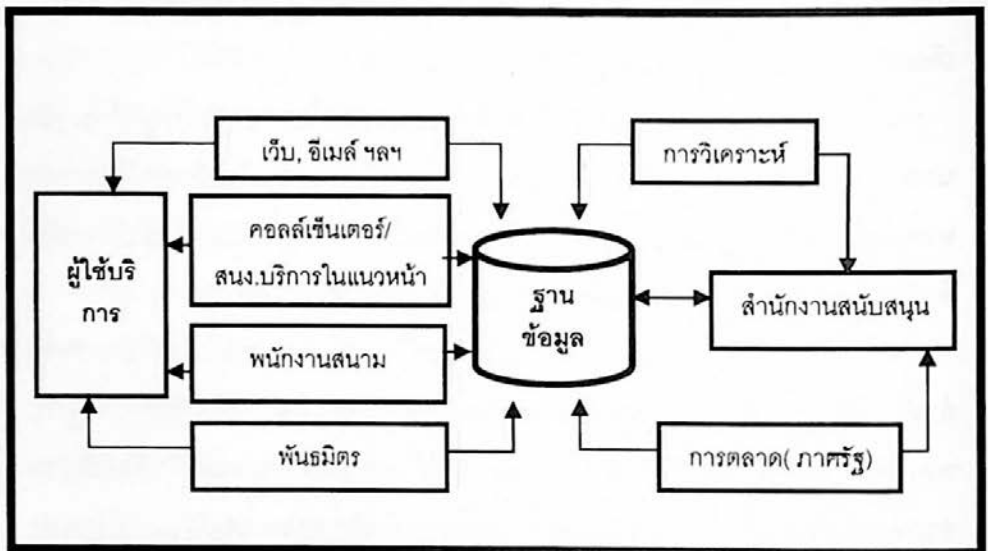 เว็บ, อีเมล์ ฯลฯ
การวิเคราะห์
คอลล์เซ็นเตอร์/
สนง.บริการในแนวหน้า
ผู้ใช้บริ
การ
ฐาน
ข้อมูล
สำนักงานสนับสนุน
พนักงานสนาม
พันธมิตร
การตลาด( ภาครัฐ)